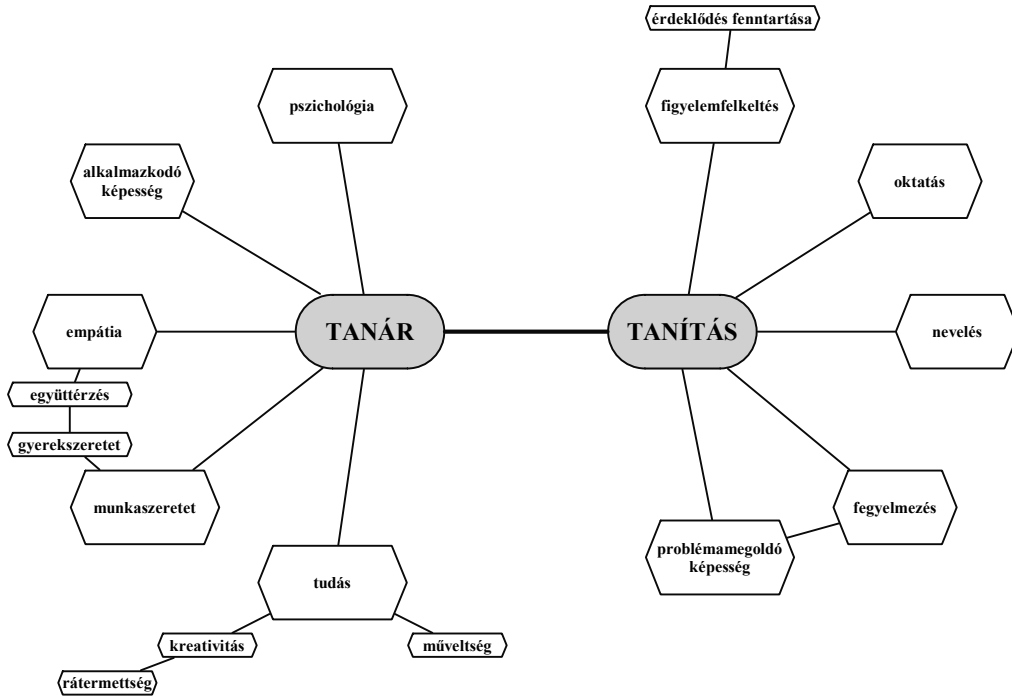 érdeklődés fenntartása
pszichológia
figyelemfelkeltés
alkalmazkodó
képesség
oktatás
TANÁR
TANÍTÁS
empátia
nevelés
együttérzés
gyerekszeretet
munkaszeretet
fegyelmezés
problémamegoldó
képesség
tudás
kreativitás
műveltség
rátermettség